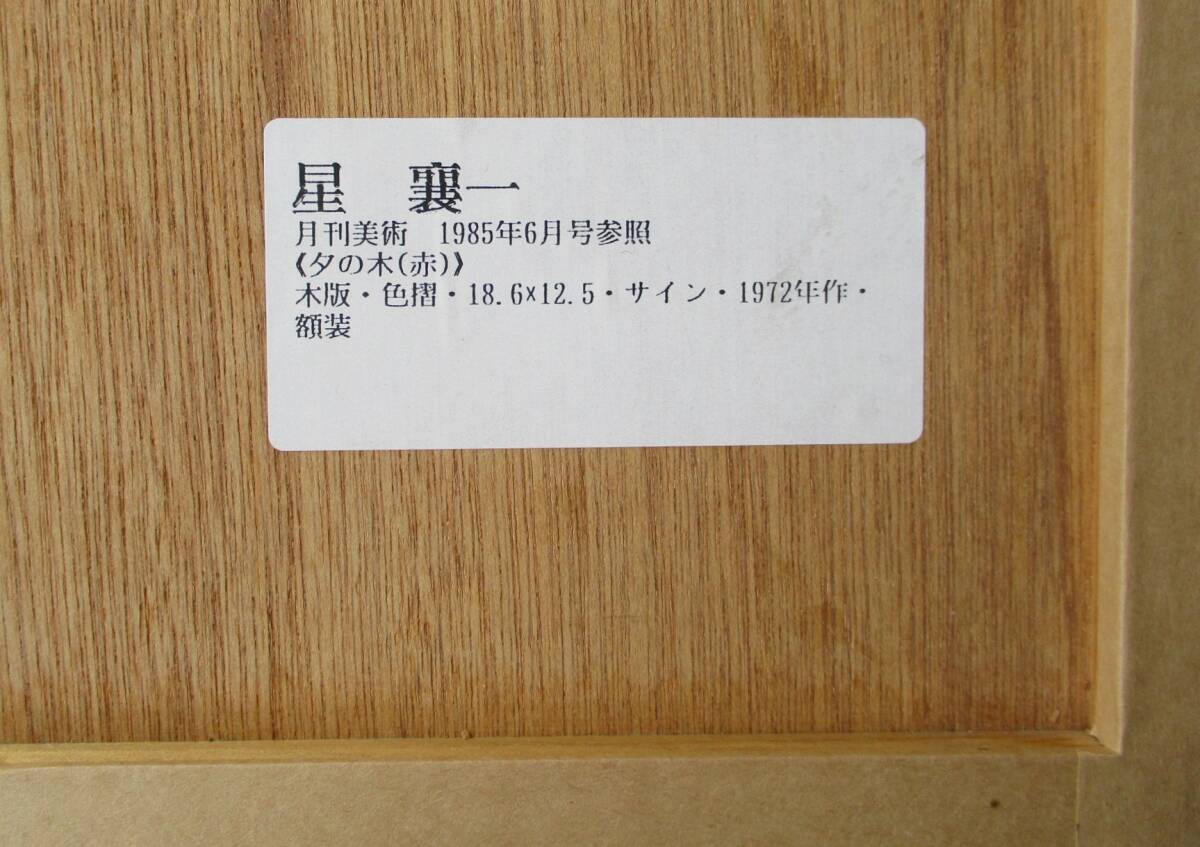 星　襄一
月刊美術　1985年6月号参照
《夕の木(赤)》
木版・色摺・18.6×12.5・サイン・1972年作・
額装